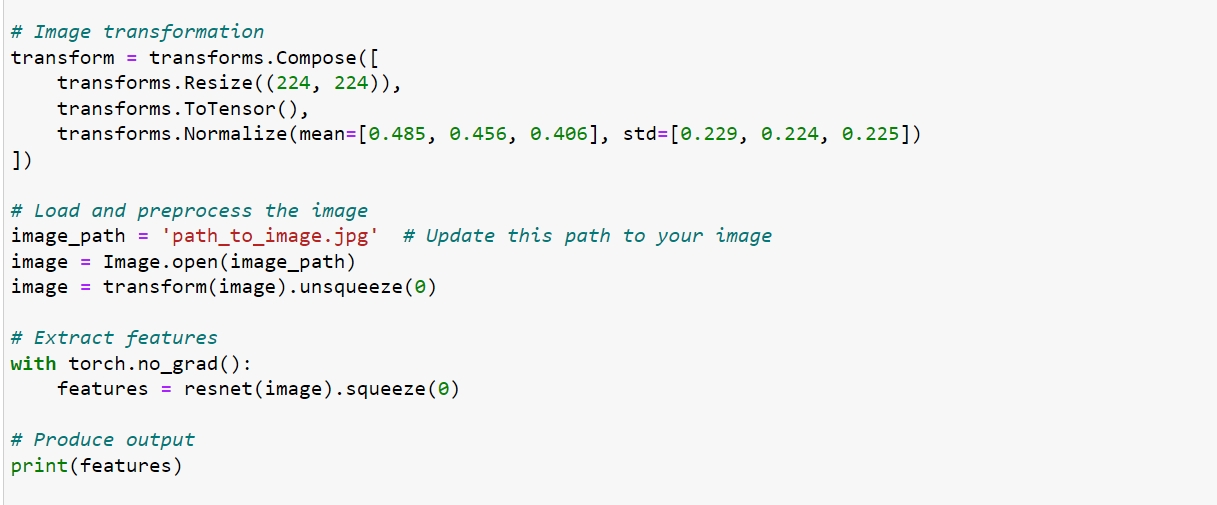 # Image transformation
transform = transforms.Compose([
    transforms.Resize((224, 224)),
    transforms.ToTensor(),
    transforms.Normalize(mean=[0.485, 0.456, 0.406], std=[0.229, 0.224, 0.225])
])
# Load and preprocess the image
image_path = 'path_to_image.jpg'  # Update this path to your image
image = Image.open(image_path)
image = transform(image).unsqueeze(0)
# Extract features
with torch.no_grad():
    features = resnet(image).squeeze(0)
# Produce output
print(features)